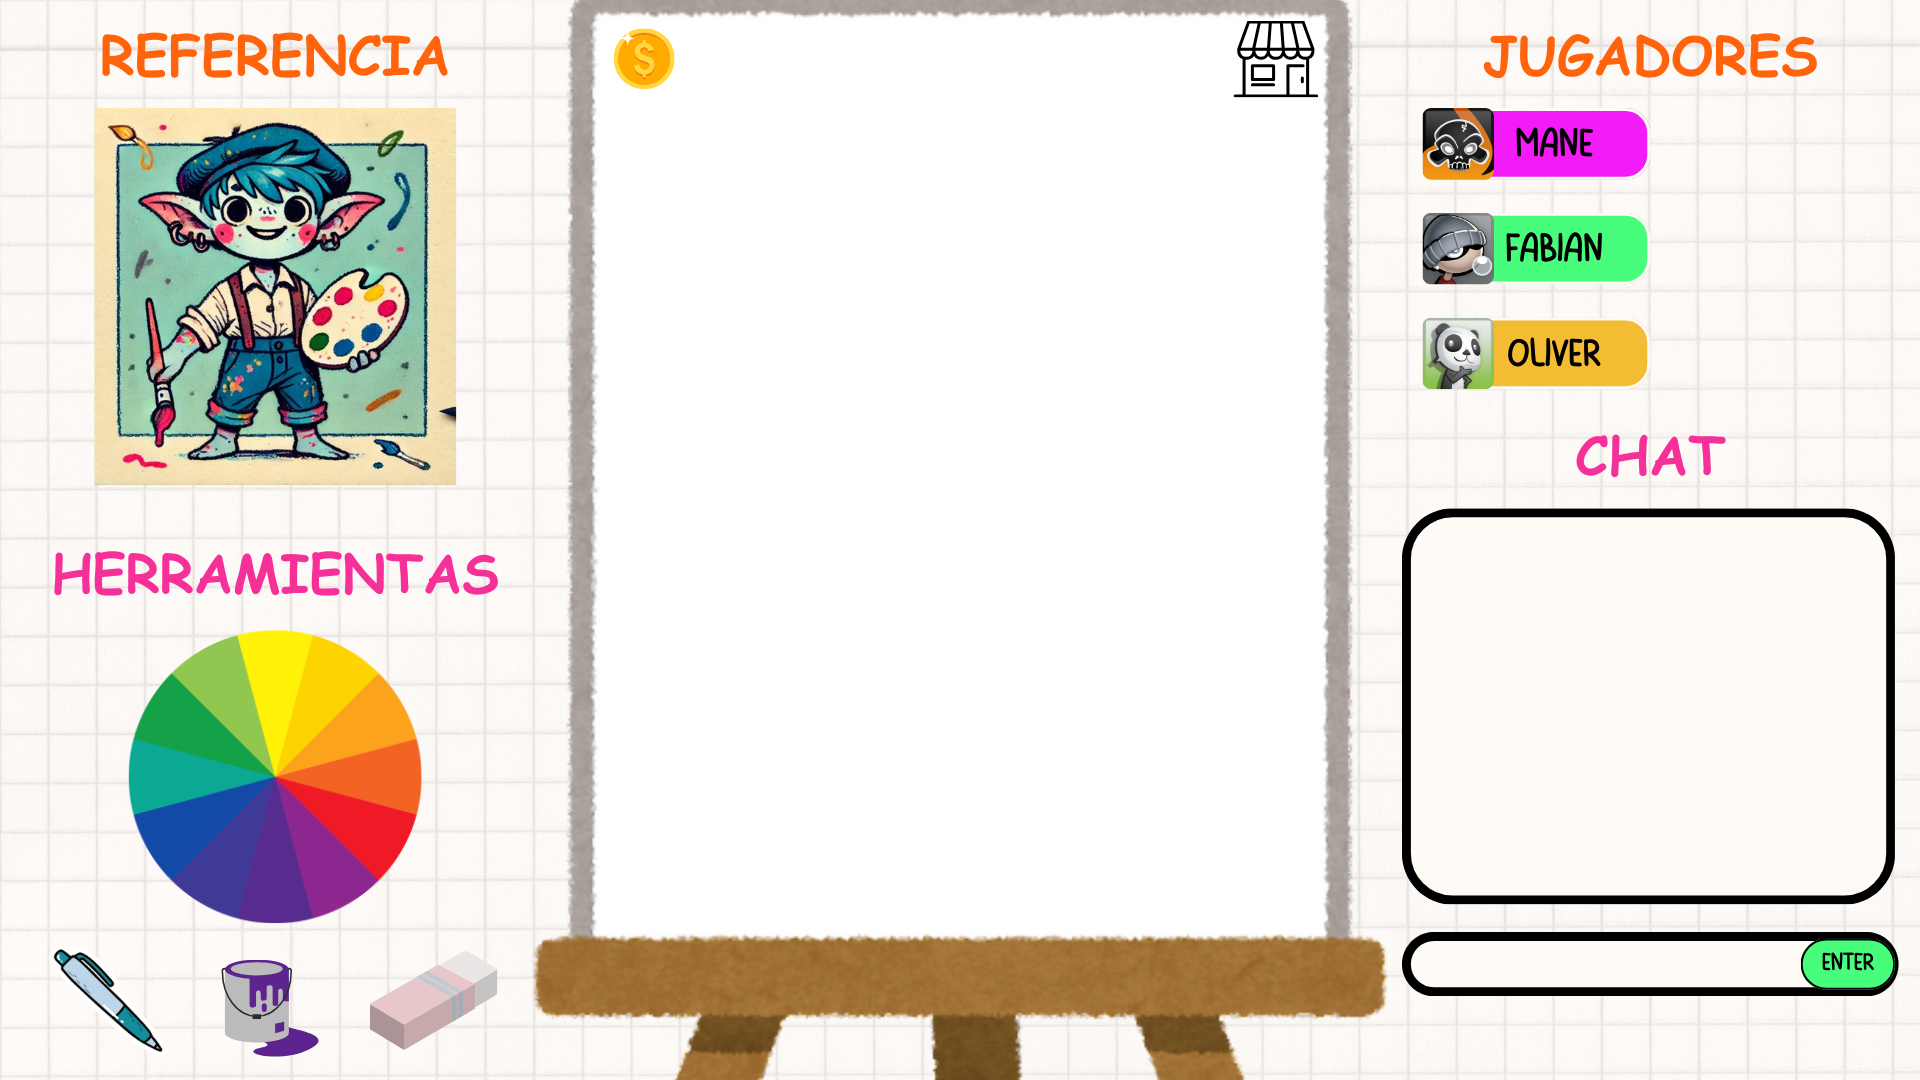 REFERENCIA
HERRAMIENTAS
$
JUGADORES
MANE
FABIAN
OLIVER
CHAT
ENTER